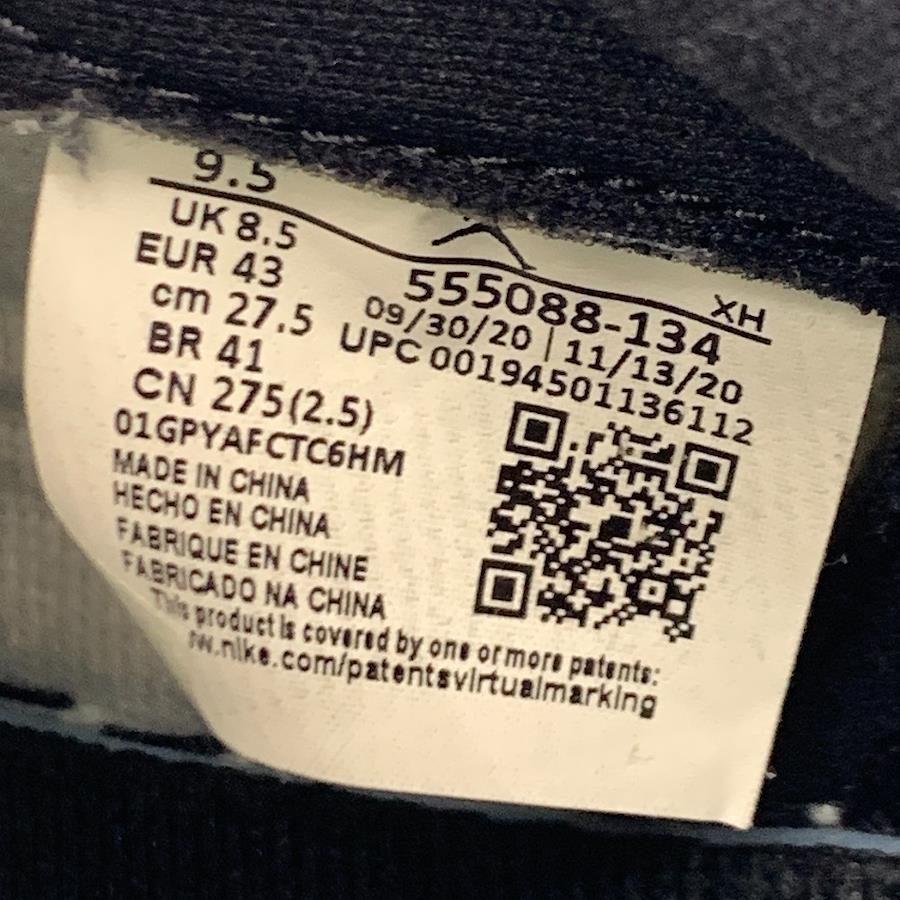 9.5
UK 8.5
EUR 43
cm 27.5
BR 41
CN 275(2.5)
01GPYAFCTC6HM
MADE IN CHINA
HECHO EN CHINA
FABRIQUE EN CHINE
FABRICADO NA CHINA
XH
555088-134
09/30/20 | 11/13/20
UPC 00194501136112
This product is covered by one or more patents:
w.nike.com/patentsvirtualmarking